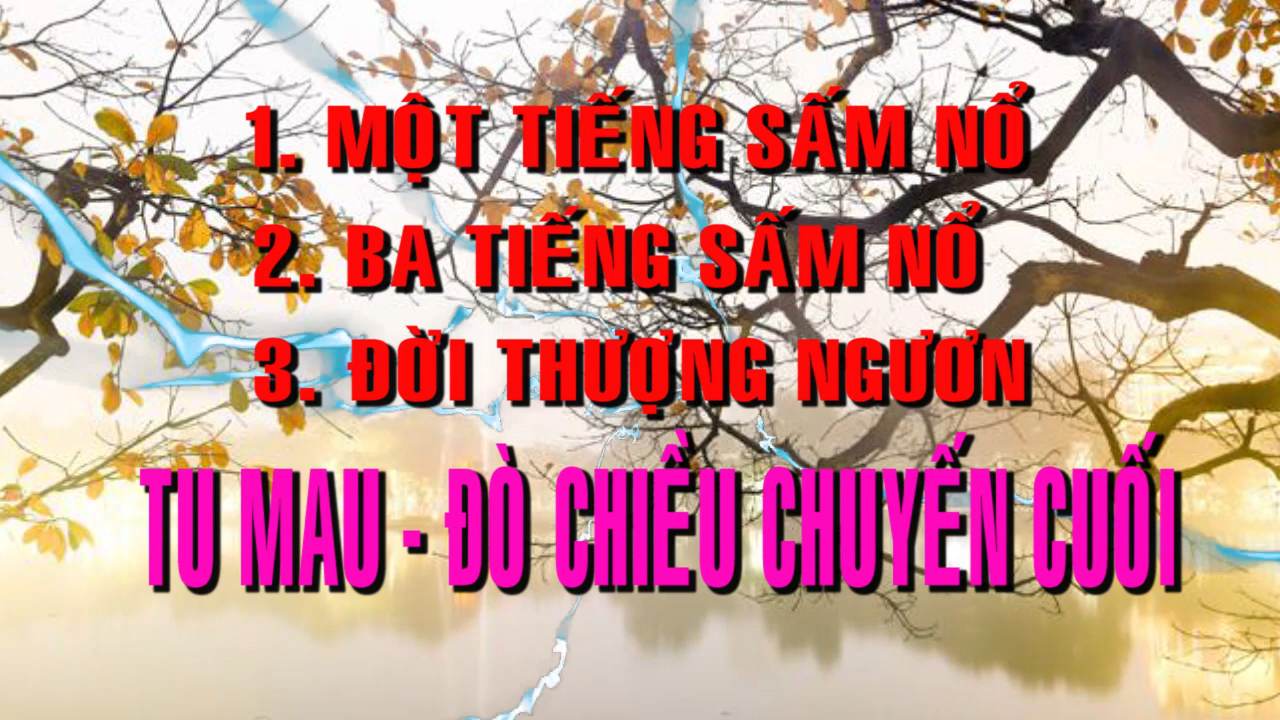 1. MỘT TIẾNG SẤM NỔ
2. BA TIẾNG SẤM NỔ
3. ĐỜI THƯỢNG NGƯƠN
TU MAU - ĐÒ CHIỀU CHUYẾN CUỐI